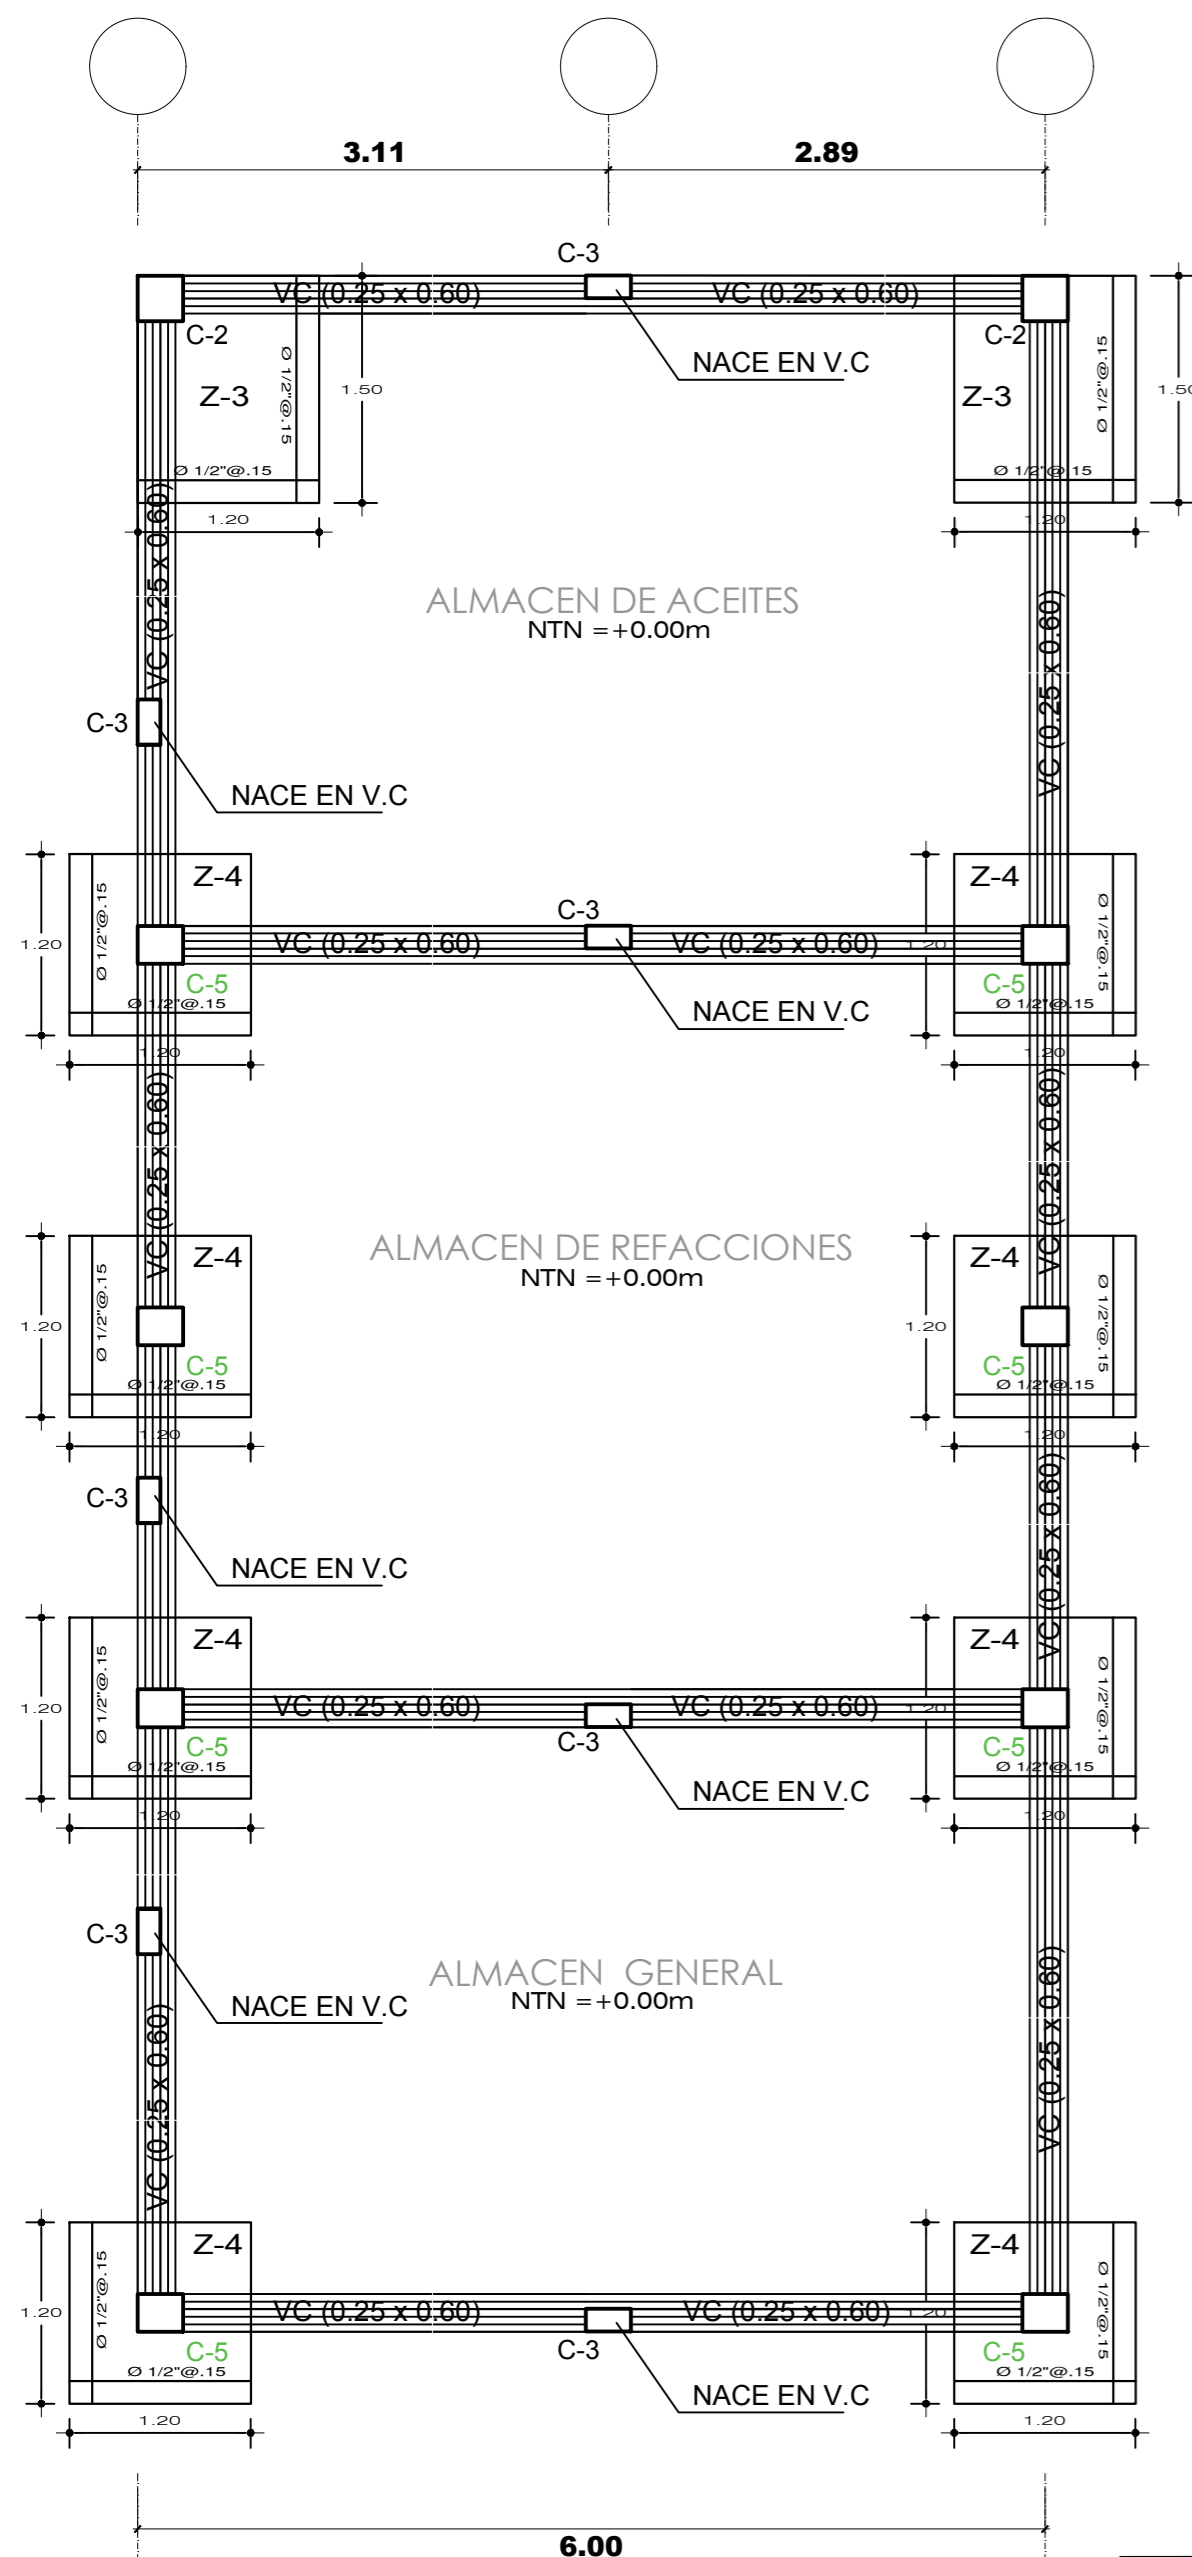 3.11 2.89
C-3
VC (0.25 x 0.60) VC (0.25 x 0.60)
C-2 C-2
NACE EN V.C
Z-3 Z-3
Ø 1/2"@.15 Ø 1/2"@.15
1.50 1.50
Ø 1/2"@.15 Ø 1/2"@.15
1.20 1.20
VC (0.25 x 0.60) VC (0.25 x 0.60)
ALMACEN DE ACEITES
NTN =+0.00m
C-3
NACE EN V.C
Z-4 Z-4
C-3
Ø 1/2"@.15 Ø 1/2"@.15
1.20 VC (0.25 x 0.60) VC (0.25 x 0.60) 1.20
C-5 C-5
Ø 1/2"@.15 Ø 1/2"@.15
NACE EN V.C
1.20 1.20
VC (0.25 x 0.60) VC (0.25 x 0.60)
ALMACEN DE REFACCIONES
NTN =+0.00m
Z-4 Z-4
Ø 1/2"@.15 Ø 1/2"@.15
1.20 1.20
C-5 C-5
Ø 1/2"@.15 Ø 1/2"@.15
1.20 1.20
C-3
VC (0.25 x 0.60)
NACE EN V.C
Z-4 Z-4
Ø 1/2"@.15 Ø 1/2"@.15
1.20 VC (0.25 x 0.60) VC (0.25 x 0.60) 1.20
C-5 C-3 C-5
Ø 1/2"@.15 Ø 1/2"@.15
NACE EN V.C
1.20 1.20
C-3
ALMACEN GENERAL
NTN =+0.00m
NACE EN V.C
VC (0.25 x 0.60) VC (0.25 x 0.60)
Z-4 Z-4
Ø 1/2"@.15 Ø 1/2"@.15
1.20 VC (0.25 x 0.60) VC (0.25 x 0.60) 1.20
C-5 C-3 C-5
Ø 1/2"@.15 Ø 1/2"@.15
NACE EN V.C
1.20 1.20
6.00